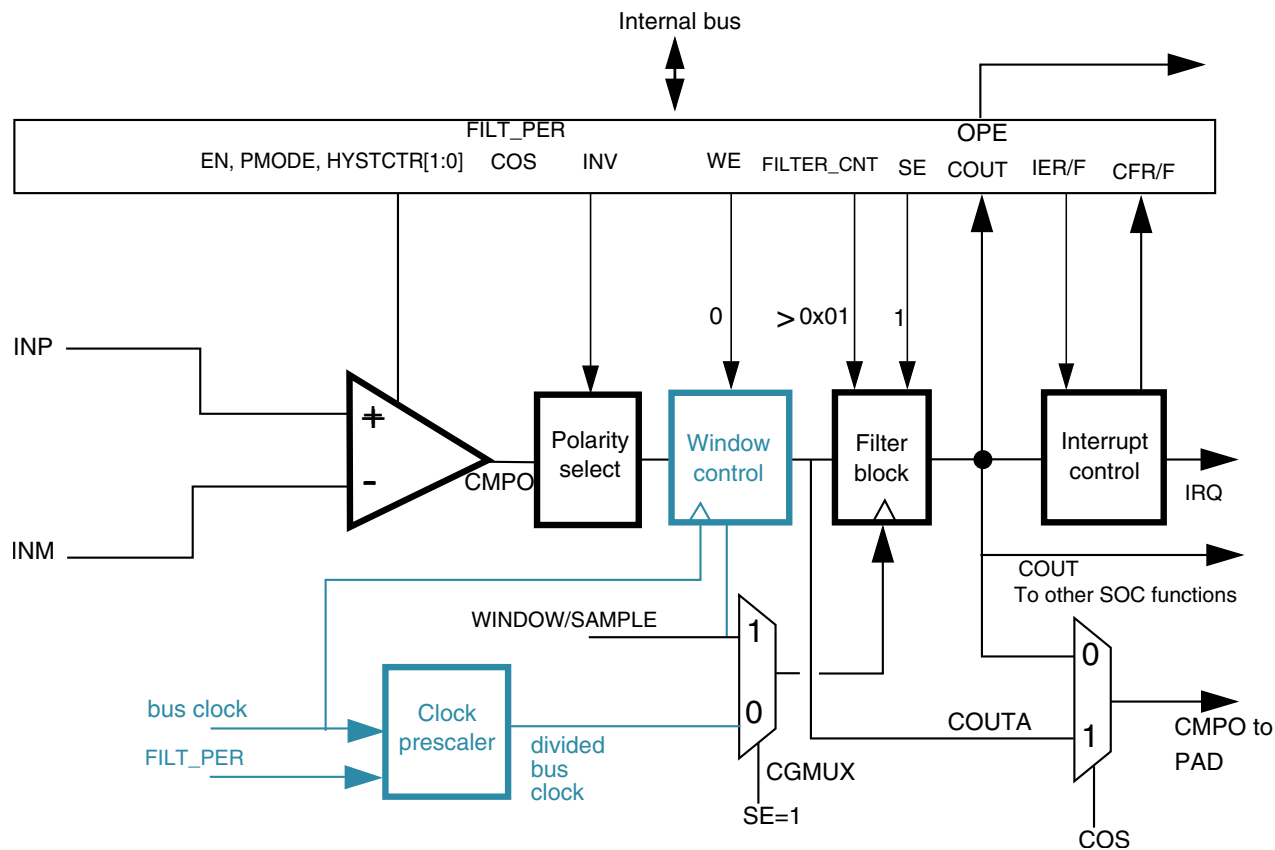 Internal bus
FILT_PER
OPE
EN, PMODE, HYSTCTR[1:0]
COS
INV
WE
FILTER_CNT
SE
COUT
IER/F
CFR/F
0
> 0x01
1
INP
+
-
INM
CMPO
Polarity
select
Window
control
Filter
block
Interrupt
control
IRQ
COUT
To other SOC functions
WINDOW/SAMPLE
1
0
CGMUX
SE=1
bus clock
FILT_PER
Clock
prescaler
divided
bus
clock
COUTA
0
1
CMPO to
PAD
COS